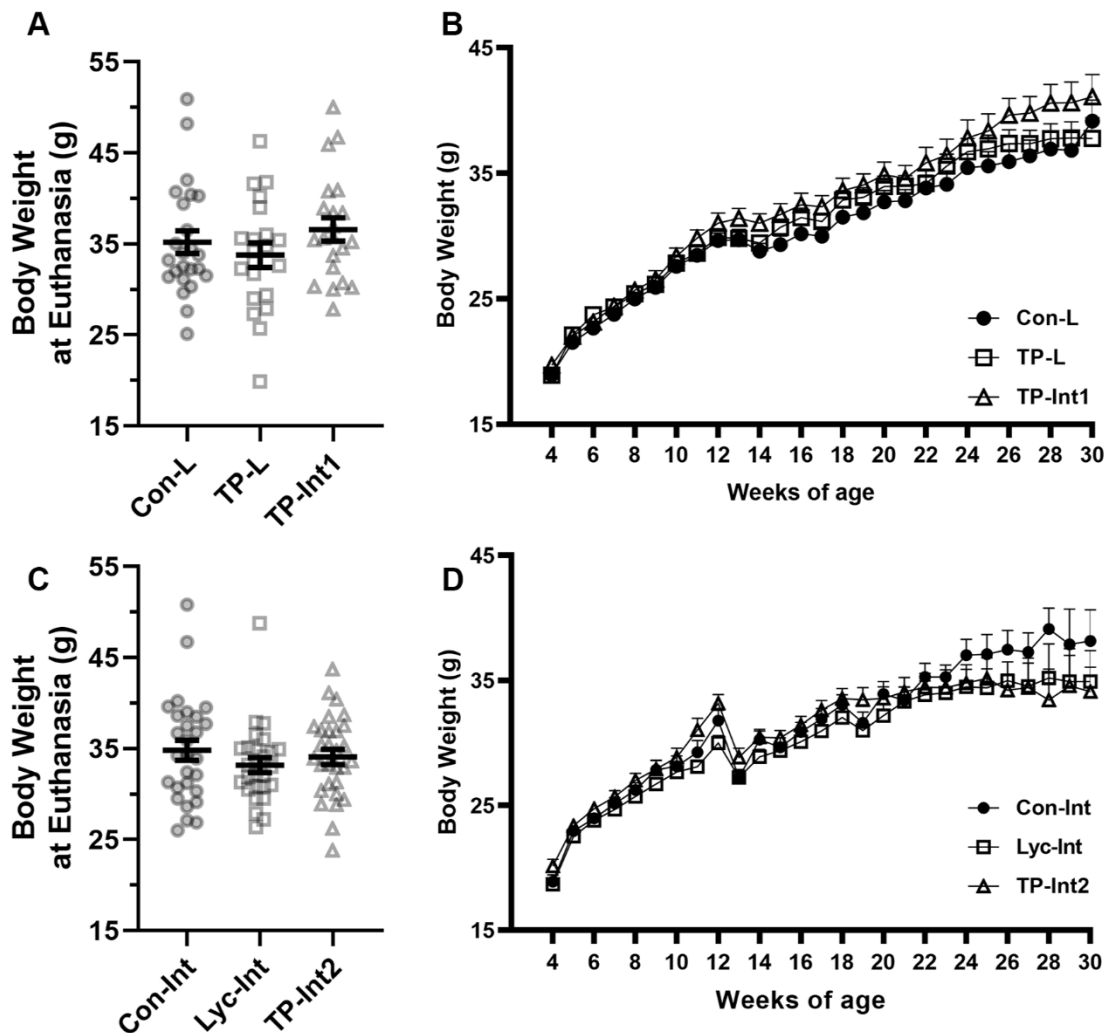 A
Body Weight
at Euthanasia (g)
55
45
35
25
15
Con-L
TP-L
TP-Int1
B
Body Weight (g)
45
35
25
15
Con-L
TP-L
TP-Int1
4 6 8 10 12 14 16 18 20 22 24 26 28 30
Weeks of age
C
Body Weight
at Euthanasia (g)
55
45
35
25
15
Con-Int
Lyc-Int
TP-Int2
D
Body Weight (g)
45
35
25
15
Con-Int
Lyc-Int
TP-Int2
4 6 8 10 12 14 16 18 20 22 24 26 28 30
Weeks of age